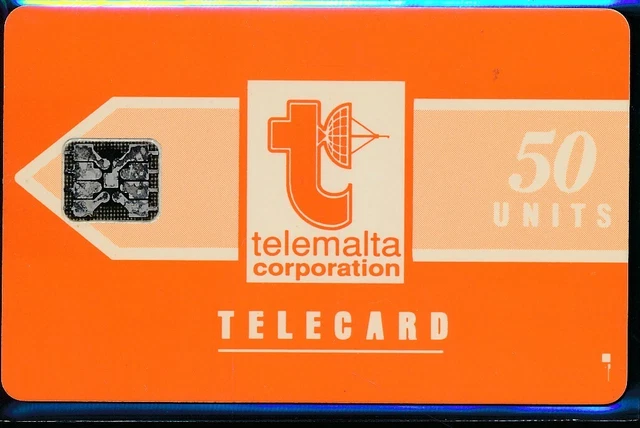 50
UNITS
telemalta
corporation
TELECARD